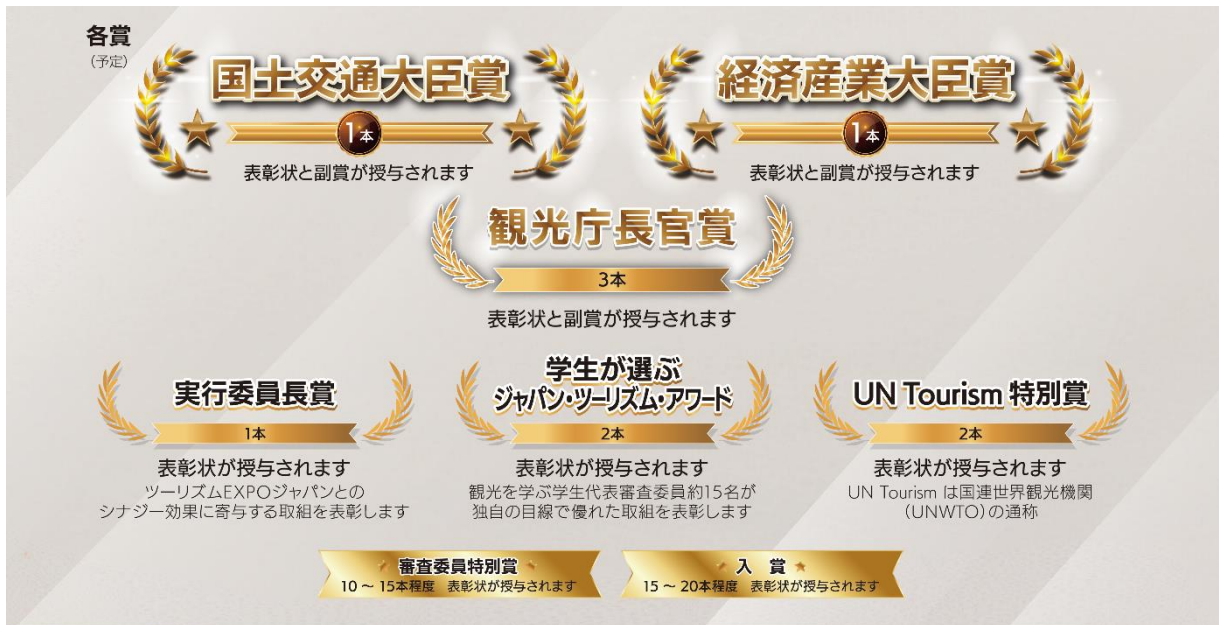 各賞
(予定)
国土交通大臣賞
1本
表彰状と副賞が授与されます
経済産業大臣賞
1本
表彰状と副賞が授与されます
観光庁長官賞
3本
表彰状と副賞が授与されます
実行委員長賞
1本
表彰状が授与されます
ツーリズムEXPOジャパンとの
シナジー効果に寄与する取組を表彰します
学生が選ぶ
ジャパン・ツーリズム・アワード
2本
表彰状が授与されます
観光を学ぶ学生代表審査委員約15名が
独自の目線で優れた取組を表彰します
UN Tourism 特別賞
2本
表彰状が授与されます
UN Tourism は国連世界観光機関
(UNWTO)の通称
審査委員特別賞
10 ～ 15本程度 表彰状が授与されます
入 賞
15 ～ 20本程度 表彰状が授与されます